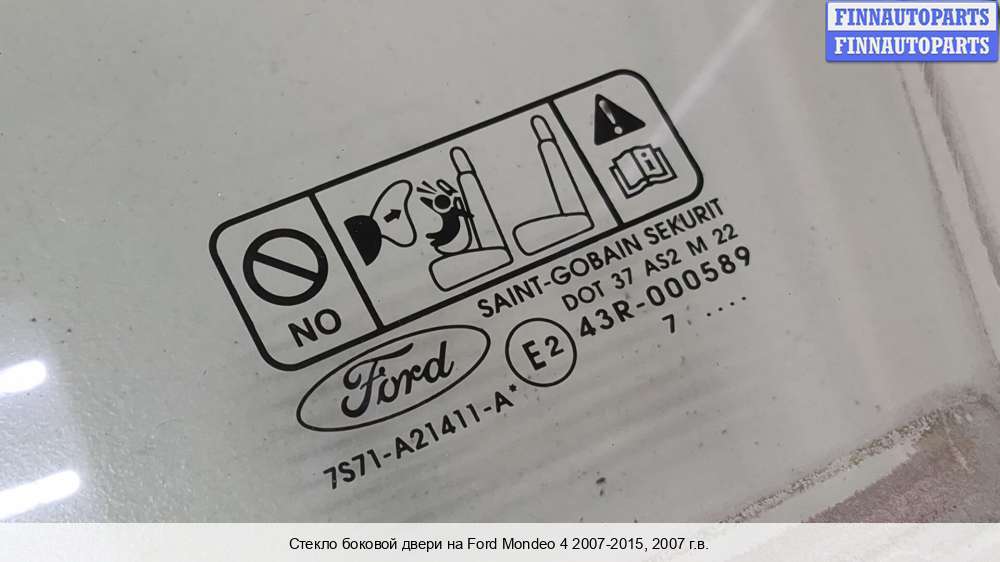 FINNAUTOPARTS
FINNAUTOPARTS
NO
SAINT-GOBAIN SEKURIT
DOT 37 AS2 M 22
43R-000589
7 ....
Ford
E2
7S71-A21411-A*
Стекло боковой двери на Ford Mondeo 4 2007-2015, 2007 г.в.